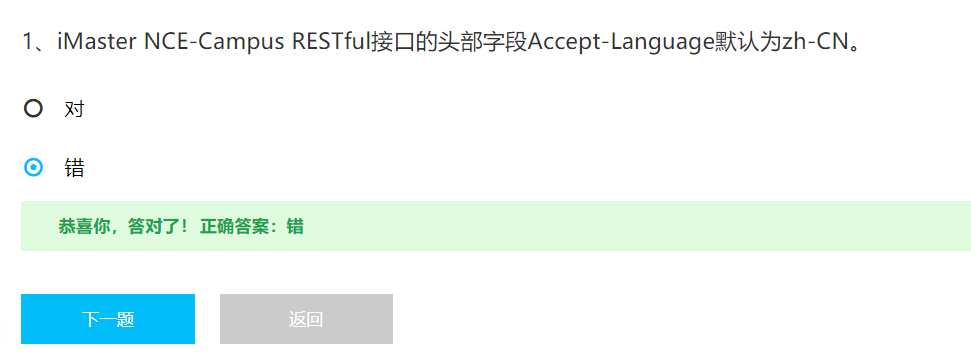 1、iMaster NCE-Campus RESTful接口的头部字段Accept-Language默认为zh-CN。
对
错
恭喜你，答对了！正确答案：错
下一题
返回